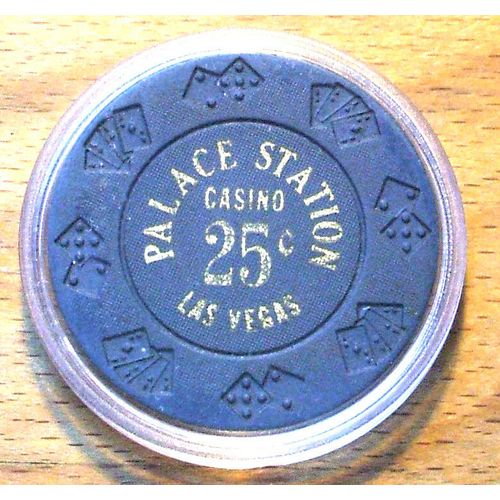 PALACE STATION
CASINO
25¢
LAS VEGAS